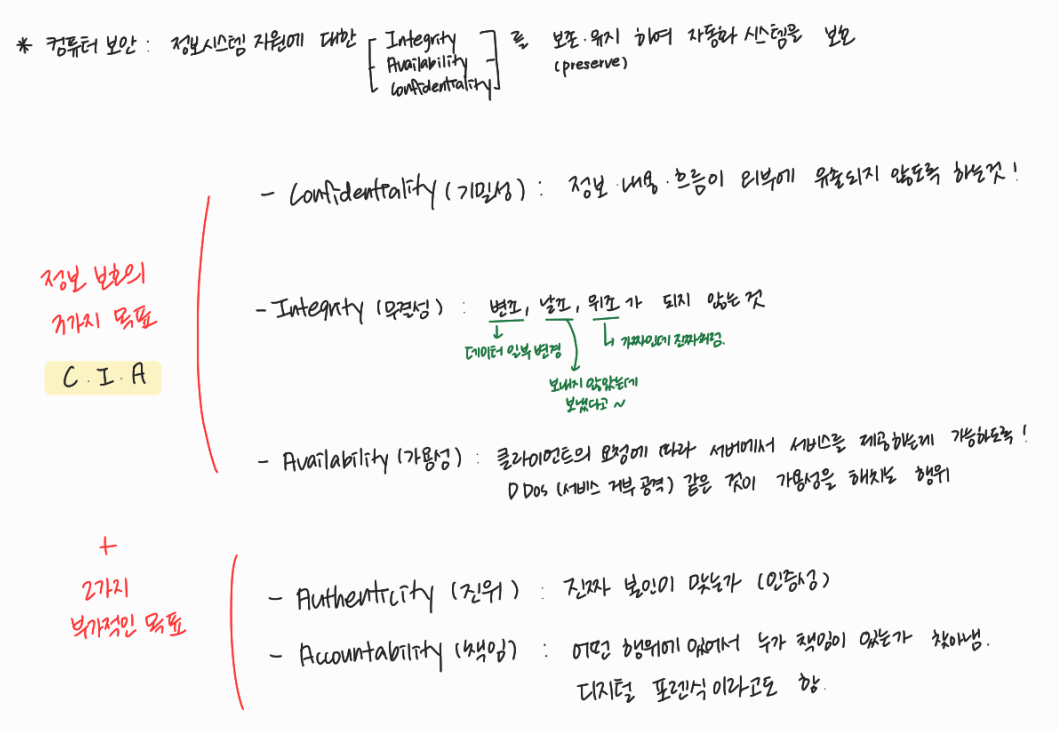 * 컴퓨터 보안 : 정보시스템 자원에 대한 [ Integrity ] 를 보존·유지 하여 자동화 시스템을 보호
Availability (preserve)
Confidentiality
- Confidentiality (기밀성) : 정보·내용·흐름이 외부에 유출되지 않도록 하는것!
정보 보호의
3가지 목표
C.I.A
- Integrity (무결성) : 변조, 날조, 위조가 되지 않는 것
데이터 일부 변경
가짜인데 진짜처럼.
보내지 않았는데
보냈다고 ~
- Availability (가용성) : 클라이언트의 요청에 따라 서버에서 서비스를 제공하는데 가능하도록!
DDos (서비스 거부 공격) 같은 것이 가용성을 해치는 행위
+
2가지
부가적인 목표
- Authenticity (진위) : 진짜 본인이 맞는가 (인증성)
- Accountability (책임) : 어떤 행위에 있어서 누가 책임이 있는가 찾아냄.
디지털 포렌식이라고도 함.